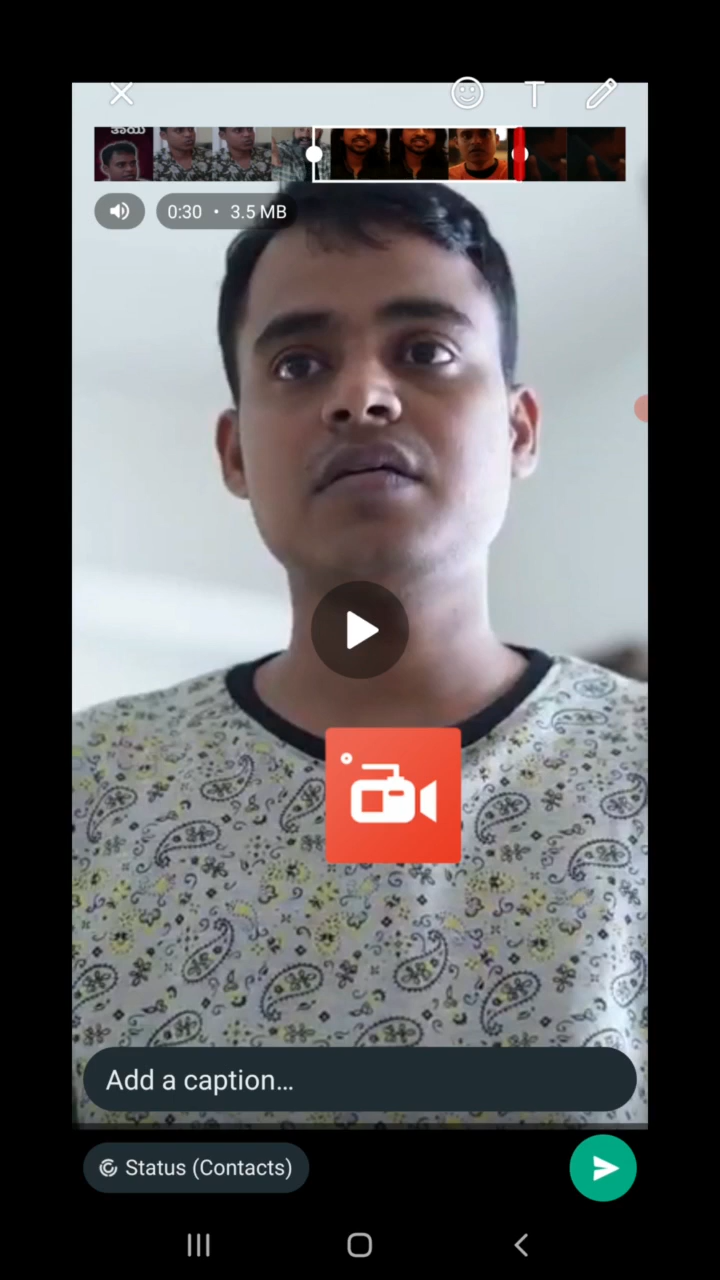 T
ತಾಯಿ
0:30 • 3.5 MB
Add a caption...
Status (Contacts)